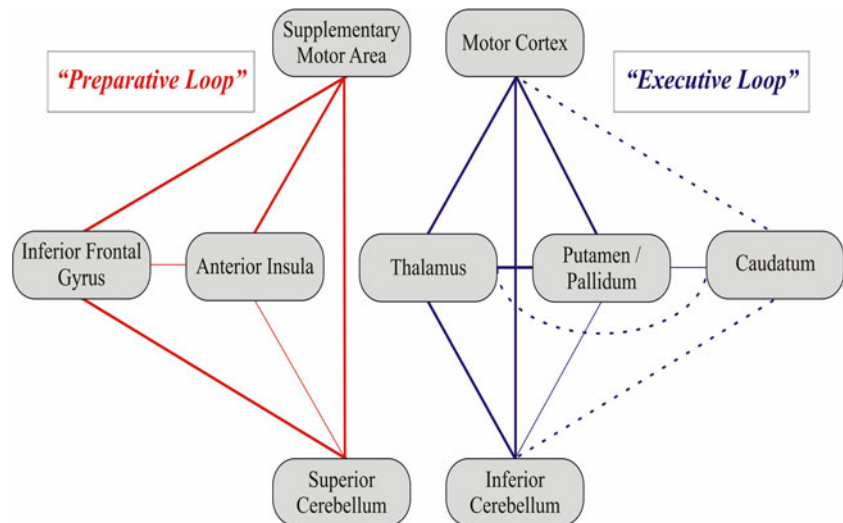 Supplementary
Motor Area
Motor Cortex
“Preparative Loop”
“Executive Loop”
Inferior Frontal
Gyrus
Anterior Insula
Thalamus
Putamen /
Pallidum
Caudatum
Superior
Cerebellum
Inferior
Cerebellum